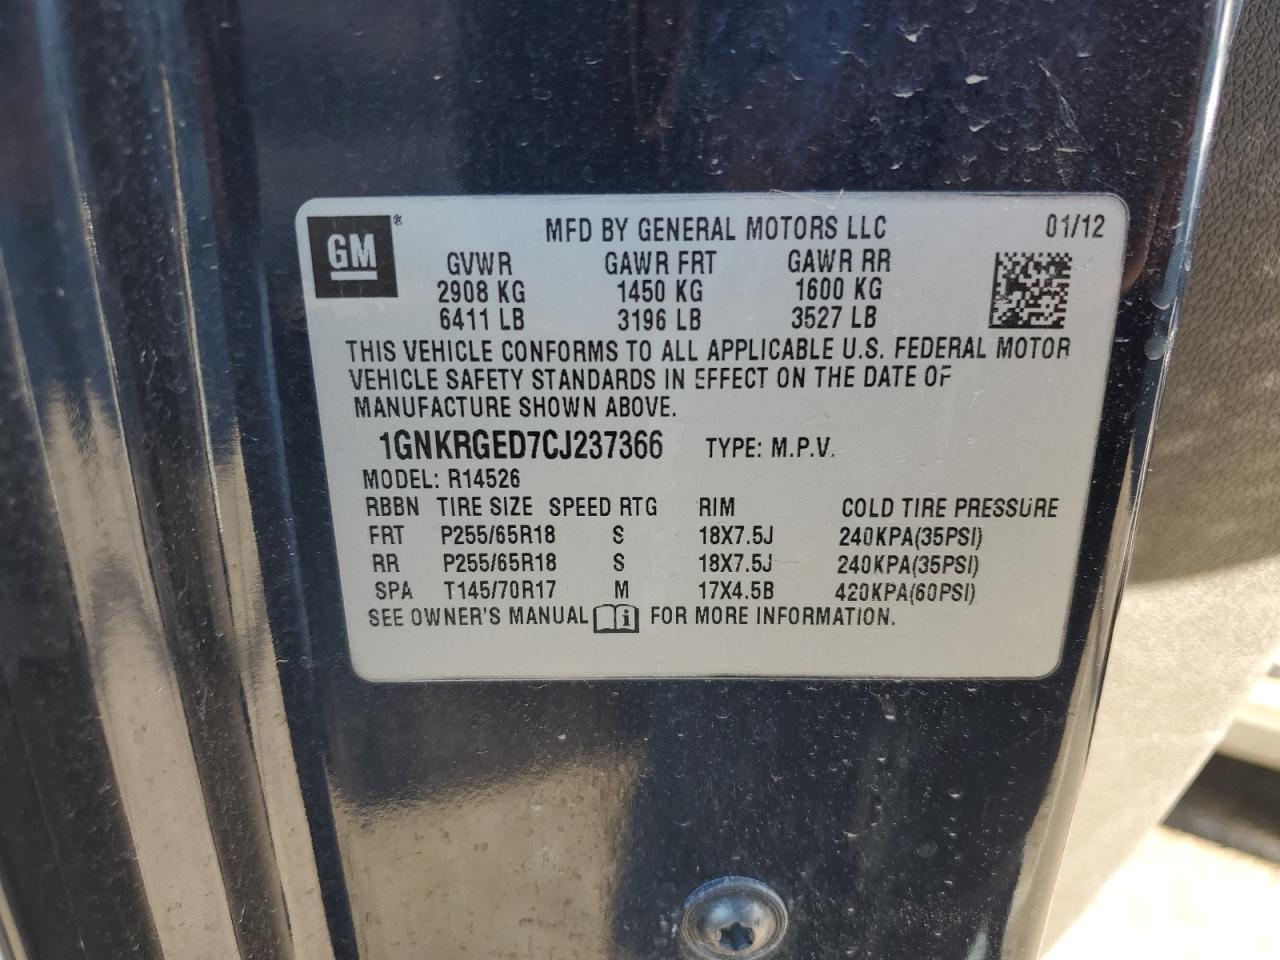 GM ® MFD BY GENERAL MOTORS LLC 01/12
GVWR GAWR FRT GAWR RR
2908 KG 1450 KG 1600 KG
6411 LB 3196 LB 3527 LB
THIS VEHICLE CONFORMS TO ALL APPLICABLE U.S. FEDERAL MOTOR
VEHICLE SAFETY STANDARDS IN EFFECT ON THE DATE OF
MANUFACTURE SHOWN ABOVE.
1GNKRGED7CJ237366 TYPE: M.P.V.
MODEL: R14526
RBBN TIRE SIZE SPEED RTG RIM COLD TIRE PRESSURE
FRT P255/65R18 S 18X7.5J 240KPA(35PSI)
RR P255/65R18 S 18X7.5J 240KPA(35PSI)
SPA T145/70R17 M 17X4.5B 420KPA(60PSI)
SEE OWNER'S MANUAL i FOR MORE INFORMATION.